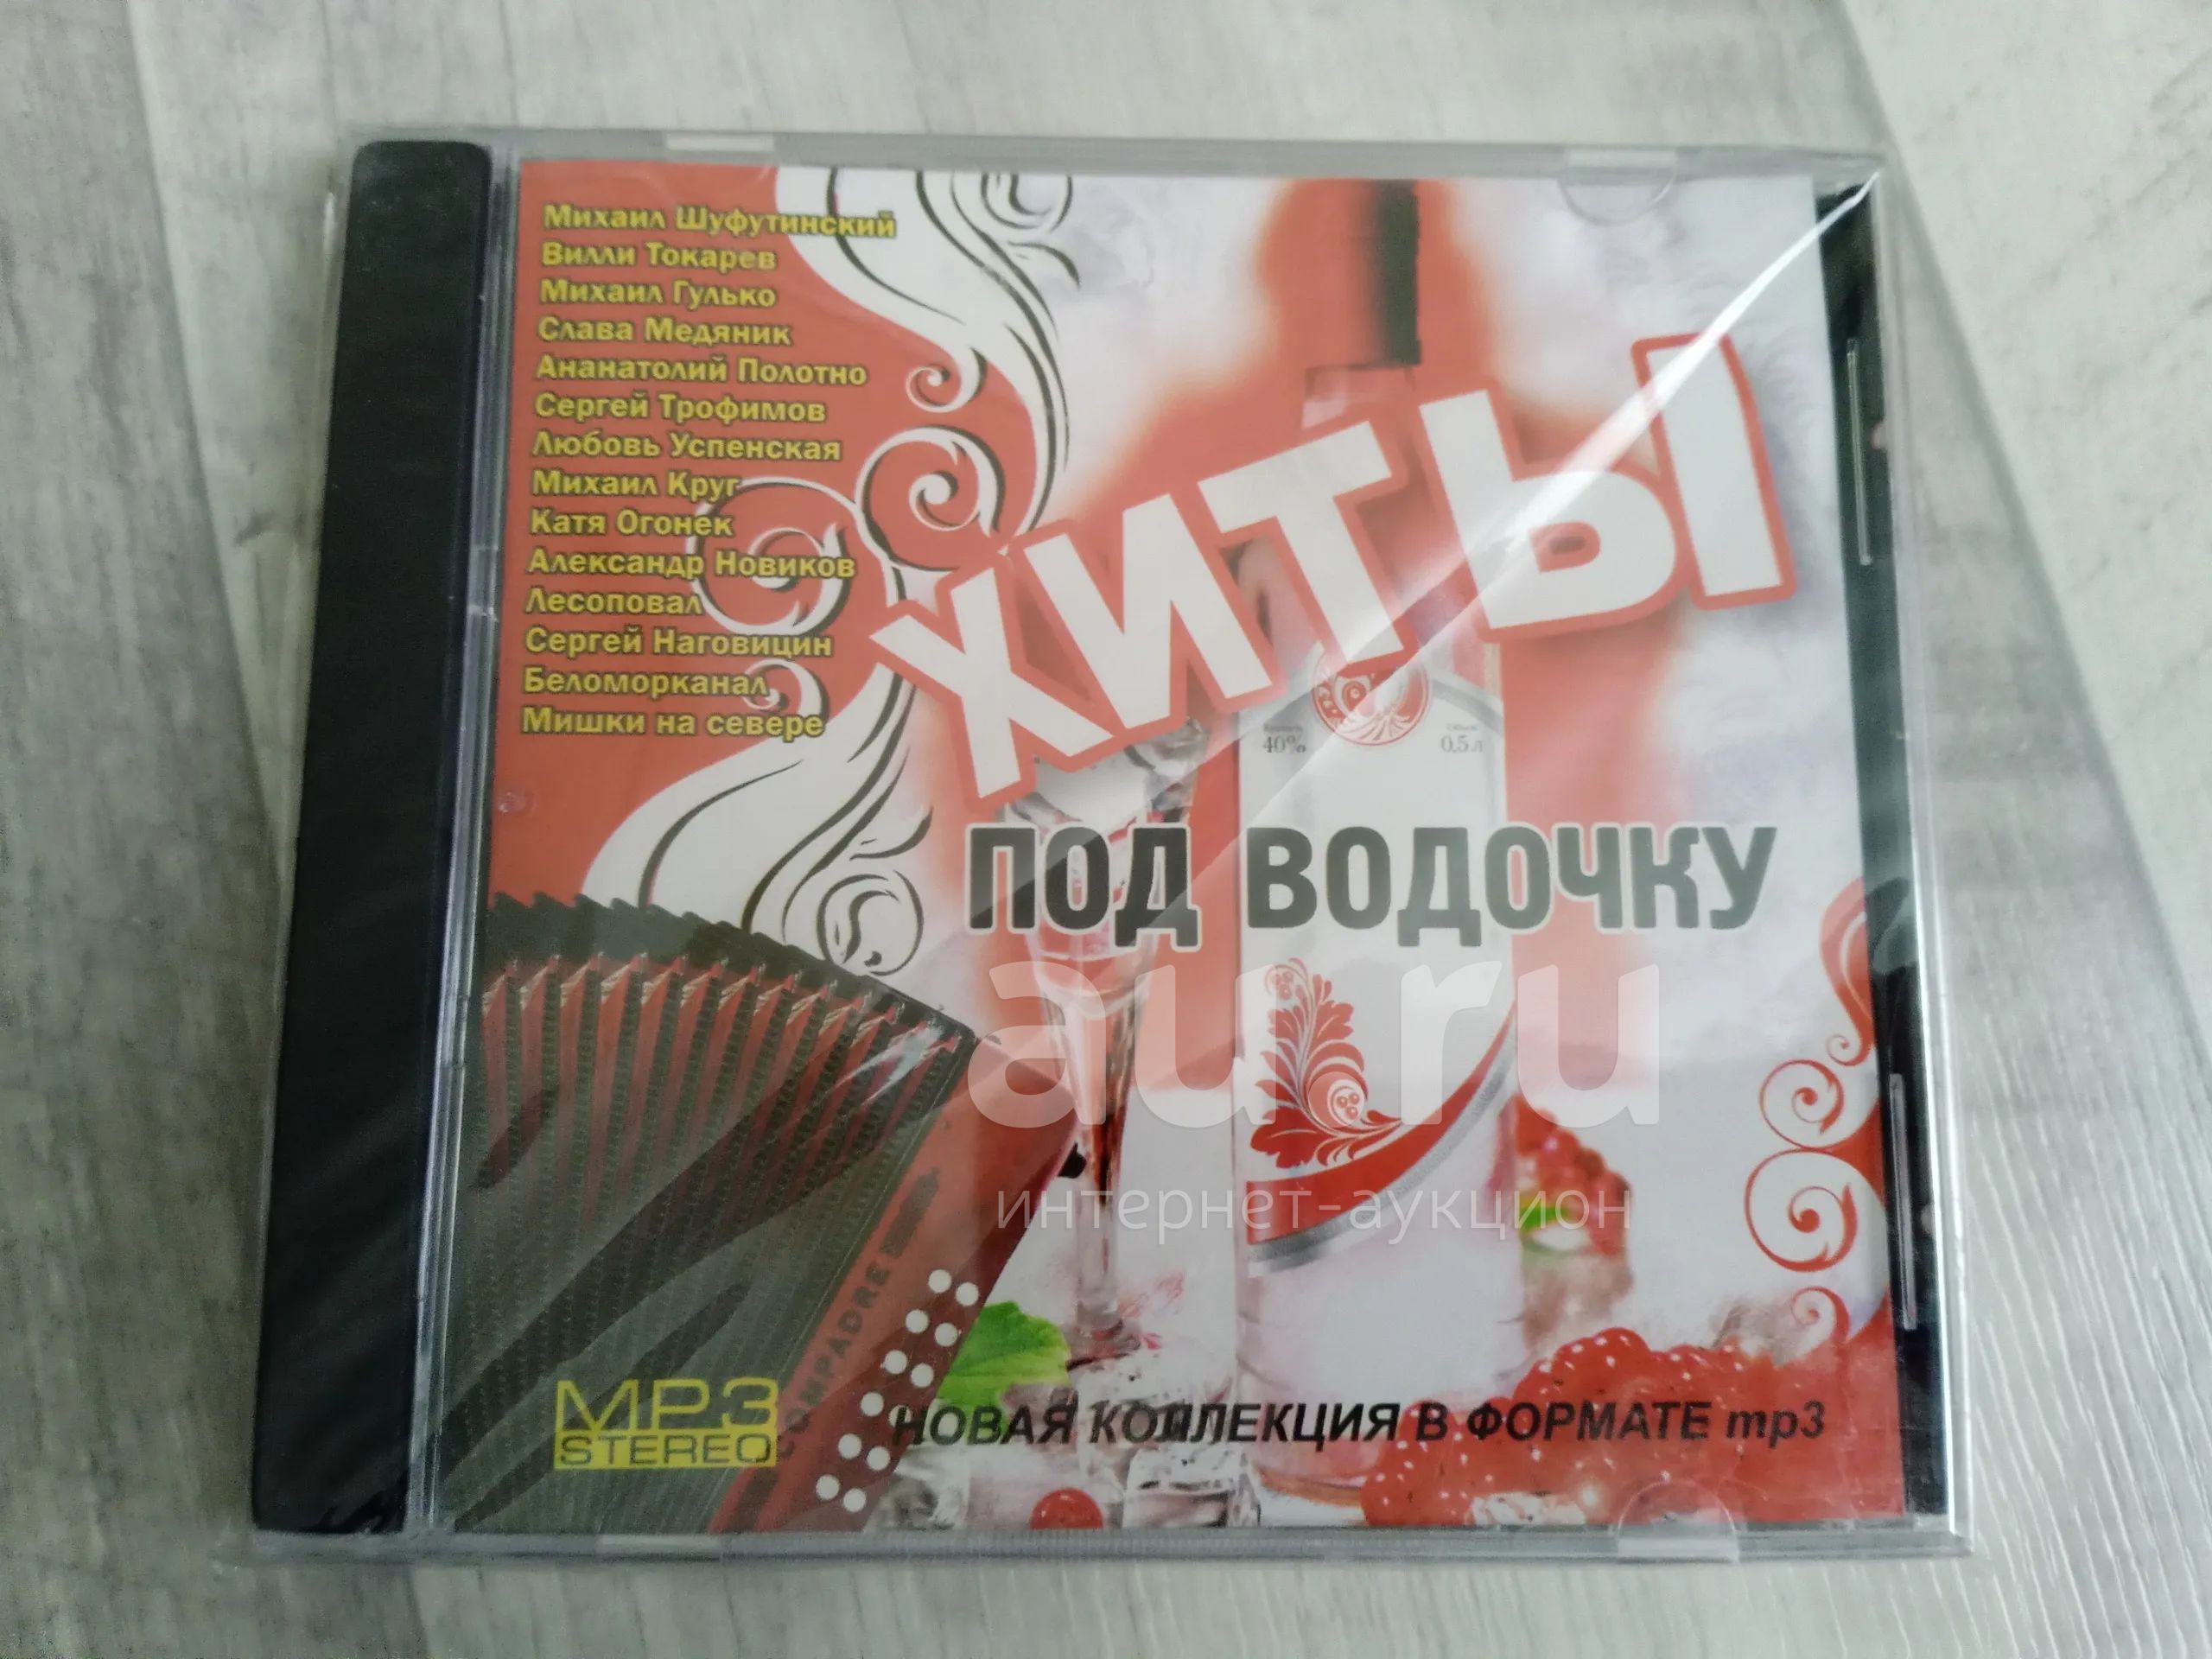 Михаил Шуфутинский
Вилли Токарев
Михаил Гулько
Слава Медяник
Ананатолий Полотно
Сергей Трофимов
Любовь Успенская
Михаил Круг
Катя Огонек
Александр Новиков
Лесоповал
Сергей Наговицин
Беломорканал
Мишки на севере
ХИТЫ
40%
0,5 л
ПОД ВОДОЧКУ
au.ru
интернет-аукцион
COMPADRE
MP3
STEREO
НОВАЯ КОЛЛЕКЦИЯ В ФОРМАТЕ mp3